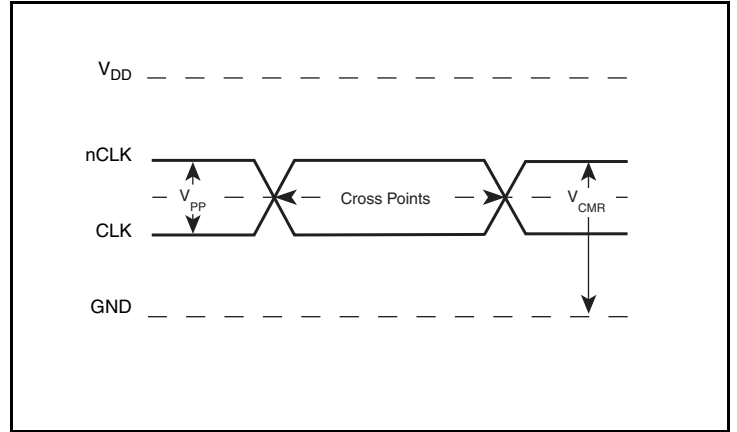 VDD
nCLK
VPP
Cross Points
VCMR
CLK
GND